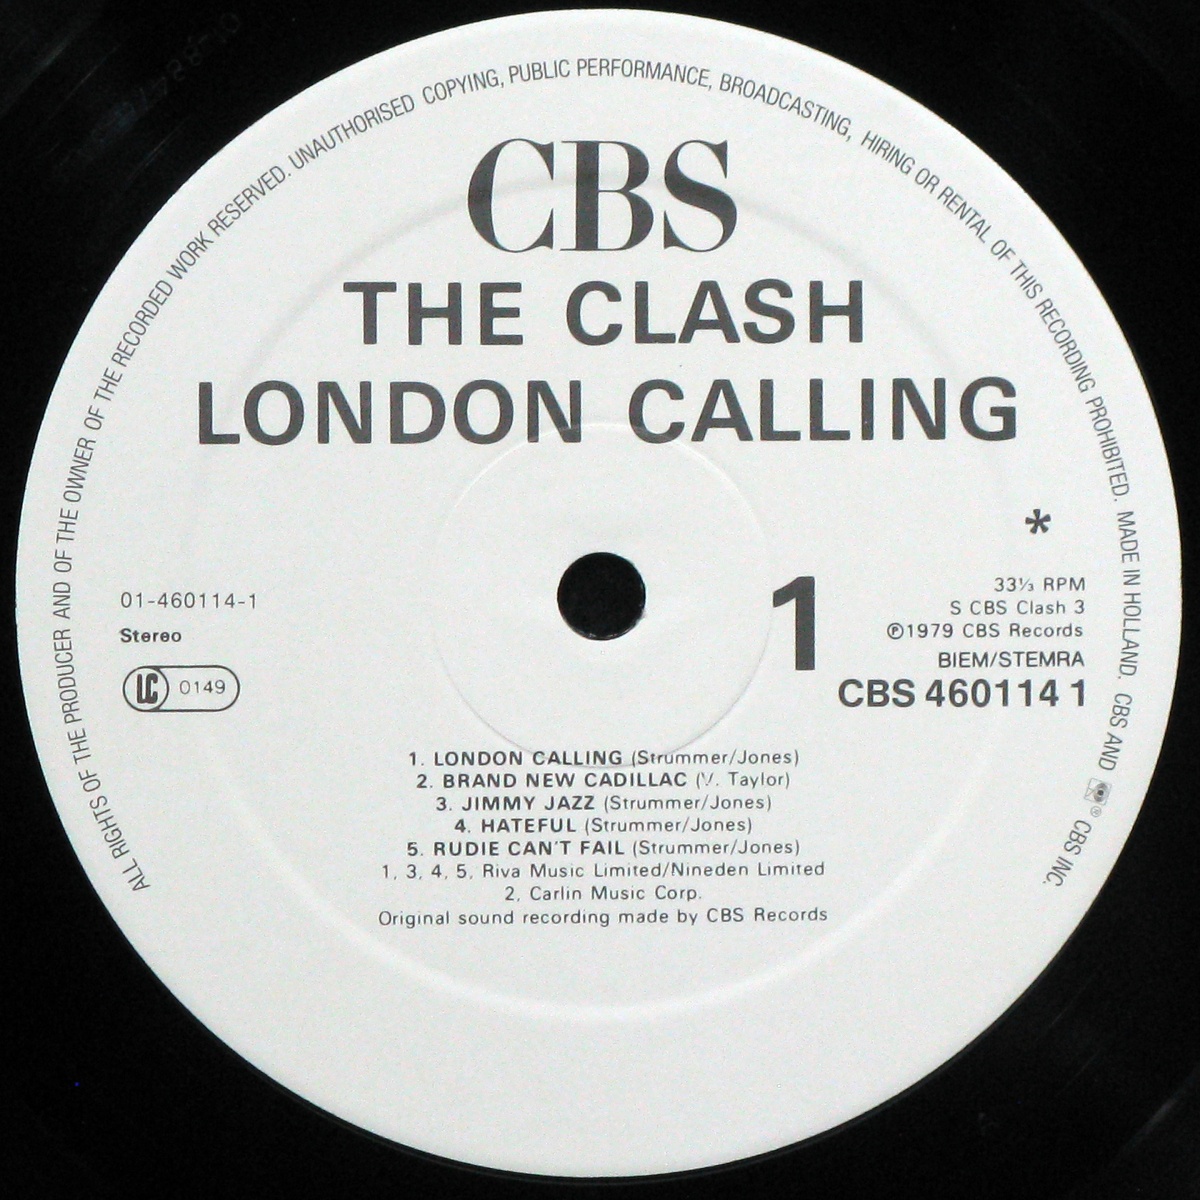 ALL RIGHTS OF THE PRODUCER AND OF THE OWNER OF THE RECORDED WORK RESERVED. UNAUTHORISED COPYING, PUBLIC PERFORMANCE, BROADCASTING, HIRING OR RENTAL OF THIS RECORDING PROHIBITED. MADE IN HOLLAND. CBS AND ® CBS INC.
CBS
THE CLASH
LONDON CALLING
*
01-460114-1
Stereo
LC 0149
1
33⅓ RPM
S CBS Clash 3
℗1979 CBS Records
BIEM/STEMRA
CBS 460114 1
1. LONDON CALLING (Strummer/Jones)
2. BRAND NEW CADILLAC (V. Taylor)
3. JIMMY JAZZ (Strummer/Jones)
4. HATEFUL (Strummer/Jones)
5. RUDIE CAN'T FAIL (Strummer/Jones)
1, 3, 4, 5, Riva Music Limited/Nineden Limited
2, Carlin Music Corp.
Original sound recording made by CBS Records